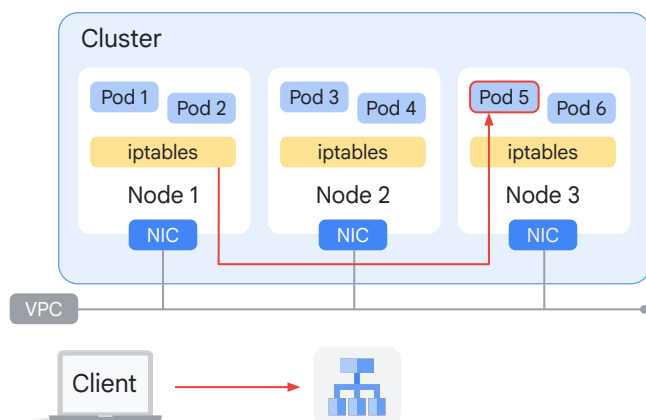 Cluster
Pod 1
Pod 2
Pod 3
Pod 4
Pod 5
Pod 6
iptables
iptables
iptables
Node 1
Node 2
Node 3
NIC
NIC
NIC
VPC
Client